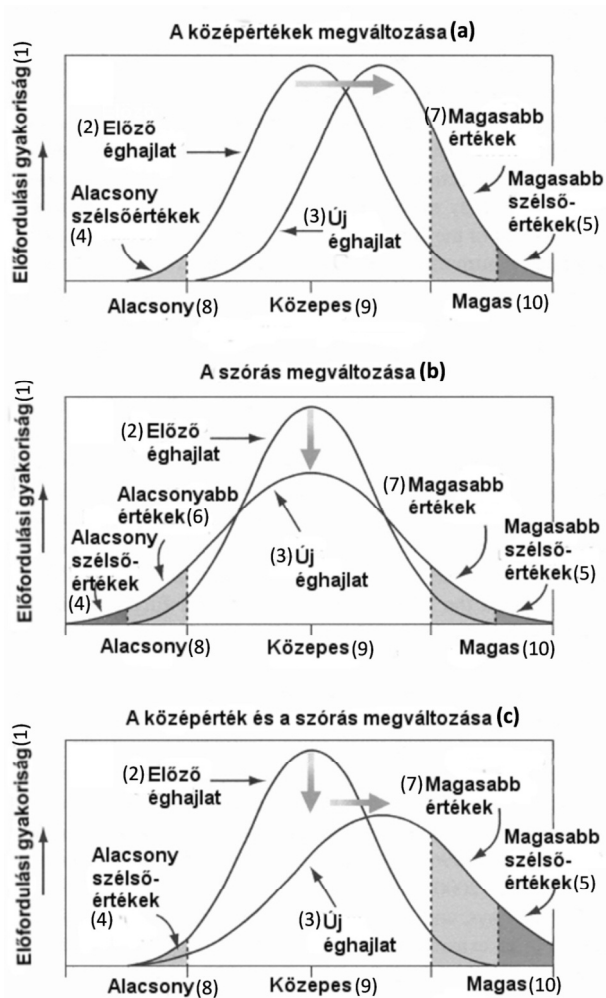 A középértékek megváltozása (a)
Előfordulási gyakoriság (1)
(2) Előző
éghajlat
(7) Magasabb
értékek
Alacsony
szélsőértékek
(4)
(3) Új
éghajlat
Magasabb
szélső-
értékek(5)
Alacsony(8)
Közepes(9)
Magas (10)
A szórás megváltozása (b)
Előfordulási gyakoriság (1)
(2) Előző
éghajlat
Alacsonyabb
értékek(6)
(7) Magasabb
értékek
Alacsony
szélső-
értékek
(4)
(3) Új
éghajlat
Magasabb
szélső-
értékek(5)
Alacsony(8)
Közepes(9)
Magas(10)
A középérték és a szórás megváltozása (c)
Előfordulási gyakoriság (1)
(2) Előző
éghajlat
(7) Magasabb
értékek
Alacsony
szélső-
értékek
(4)
(3) Új
éghajlat
Magasabb
szélső-
értékek(5)
Alacsony(8)
Közepes(9)
Magas(10)